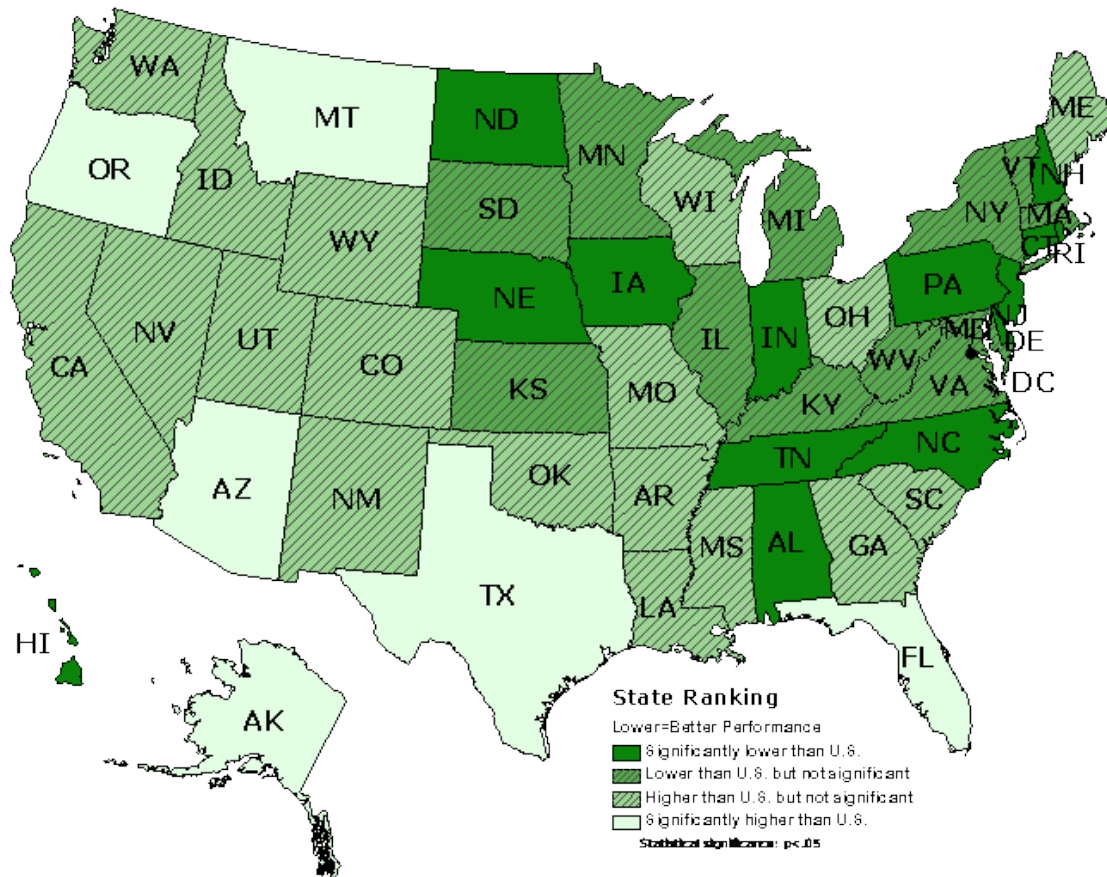 WA
MT
ND
MN
ME
OR
ID
SD
WI
MI
VT
NH
NY
MA
WY
CT
RI
NE
IA
PA
NV
UT
CO
IL
IN
OH
NJ
MD
DE
CA
KS
MO
WV
VA
DC
KY
AZ
NM
OK
AR
TN
NC
SC
MS
AL
GA
TX
LA
HI
FL
AK
State Ranking
Lower=Better Performance
Significantly lower than U.S.
Lower than U.S. but not significant
Higher than U.S. but not significant
Significantly higher than U.S.
Statistical significance: p<.05